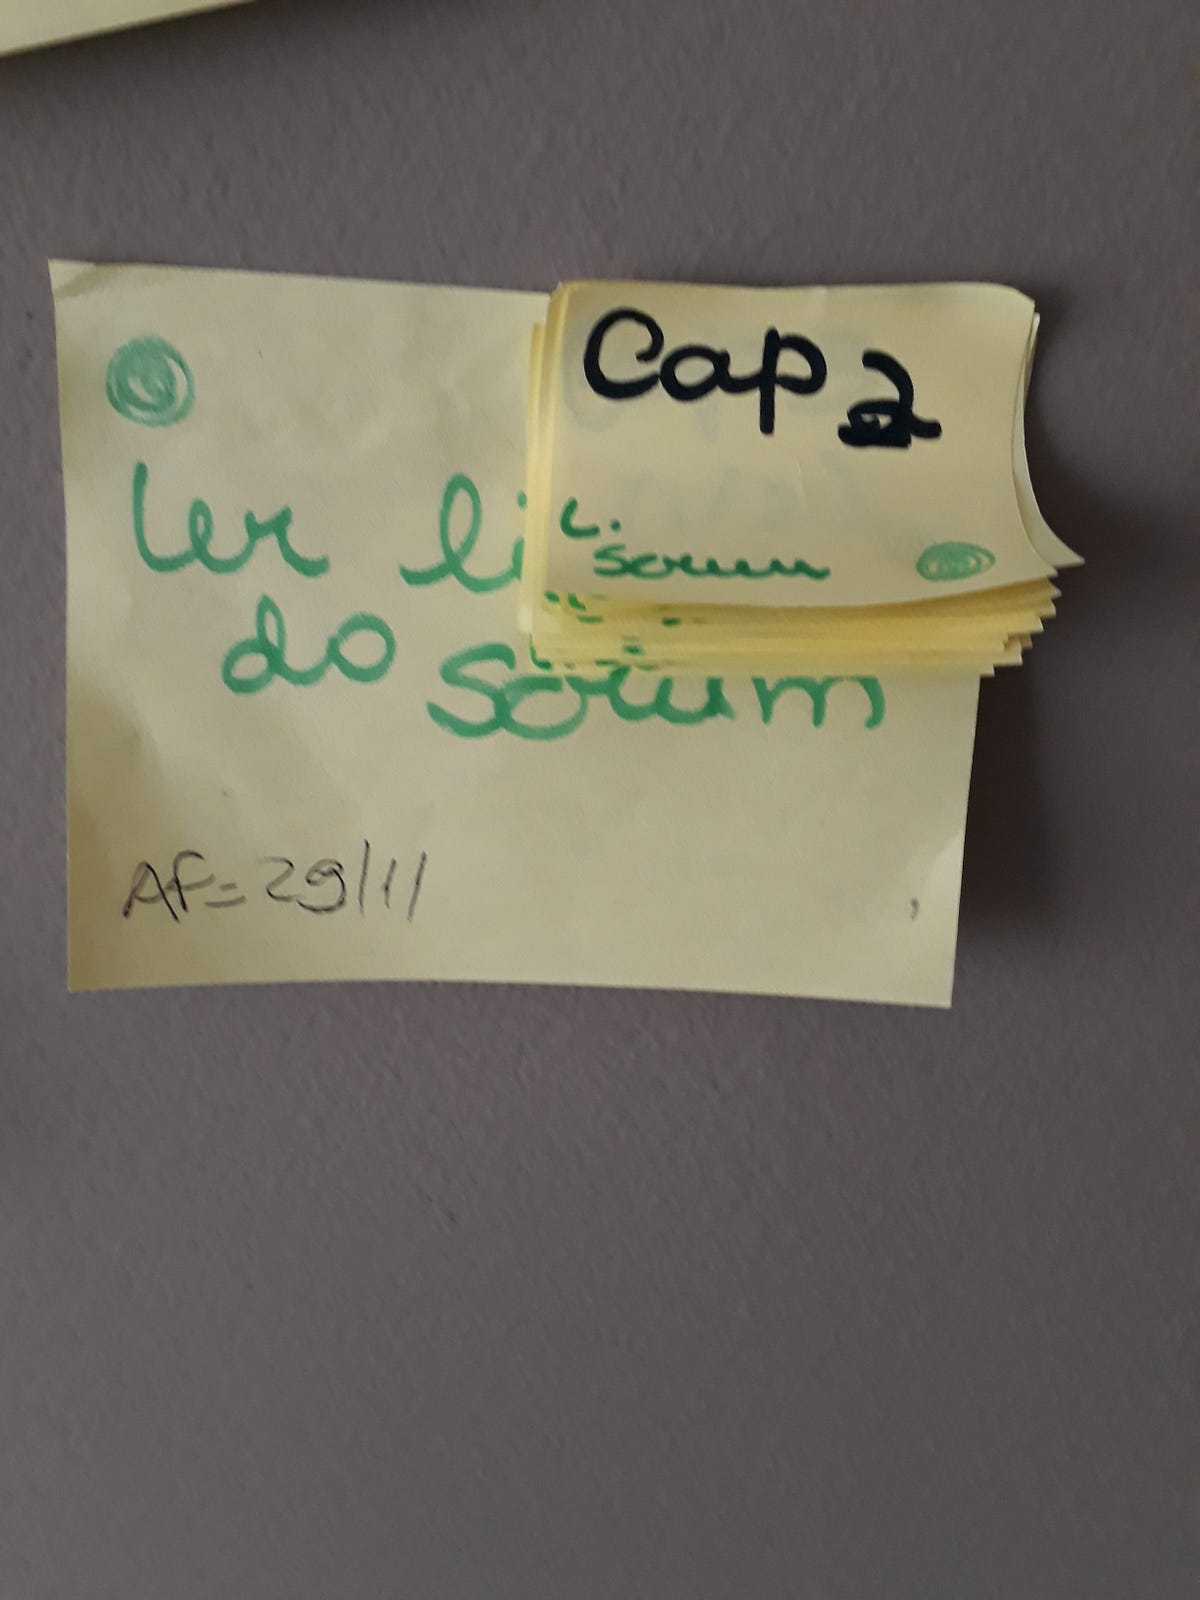 Ler li
do Scrum
AF= 29/11
Cap 2
L.
Scrum